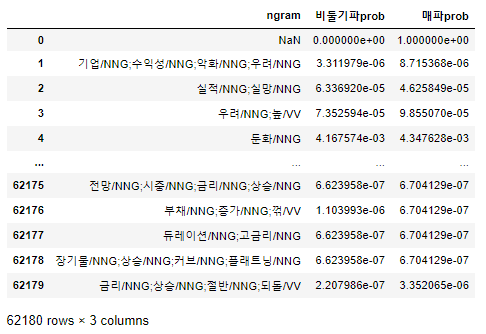 ngram 비둘기파prob 매파prob
0 NaN 0.000000e+00 1.000000e+00
1 기업/NNG;수익성/NNG;악화/NNG;우려/NNG 3.311979e-06 8.715368e-06
2 실적/NNG;실망/NNG 6.336920e-05 4.625849e-05
3 우려/NNG;높/VV 7.352594e-05 9.855070e-05
4 둔화/NNG 4.167574e-03 4.347628e-03
... ... ... ...
62175 전망/NNG;시중/NNG;금리/NNG;상승/NNG 6.623958e-07 6.704129e-07
62176 부채/NNG;증가/NNG;꺾/VV 1.103993e-06 6.704129e-07
62177 듀레이션/NNG;고금리/NNG 6.623958e-07 6.704129e-07
62178 장기물/NNG;상승/NNG;커브/NNG;플래트닝/NNG 6.623958e-07 6.704129e-07
62179 금리/NNG;상승/NNG;절반/NNG;되돌/VV 2.207986e-07 3.352065e-06
62180 rows × 3 columns